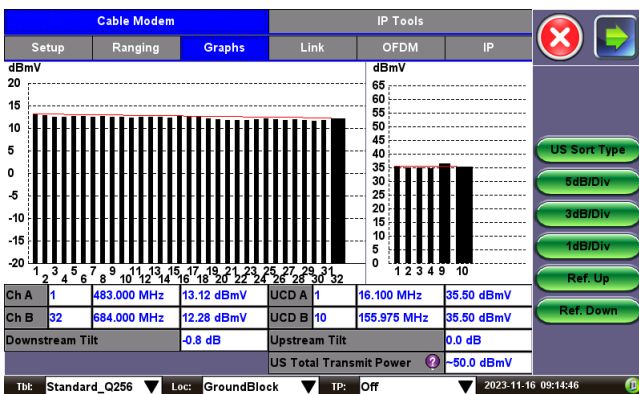 Cable Modem IP Tools
Setup Ranging Graphs Link OFDM IP
dBmV dBmV
20
15
10
5
0
-5
-10
-15
-20
65
60
55
50
45
40
35
30
25
20
15
10
5
0
1 3 5 7 9 11 13 15 17 19 21 23 25 27 29 31
2 4 6 8 10 12 14 16 18 20 22 24 26 28 30 32
1 2 3 4 9 10
Ch A 1 483.000 MHz 13.12 dBmV UCD A 1 16.100 MHz 35.50 dBmV
Ch B 32 684.000 MHz 12.28 dBmV UCD B 10 155.975 MHz 35.50 dBmV
Downstream Tilt -0.8 dB Upstream Tilt 0.0 dB
US Total Transmit Power ? ~50.0 dBmV
US Sort Type
5dB/Div
3dB/Div
1dB/Div
Ref. Up
Ref. Down
Tbl: Standard_Q256 Loc: GroundBlock TP: Off 2023-11-16 09:14:46